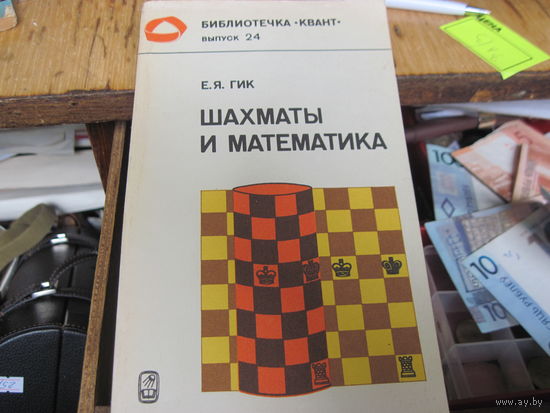 БИБЛИОТЕЧКА •КВАНТ•
ВЫПУСК 24
Е.Я. ГИК
ШАХМАТЫ
И МАТЕМАТИКА
10
10
www.ay.by